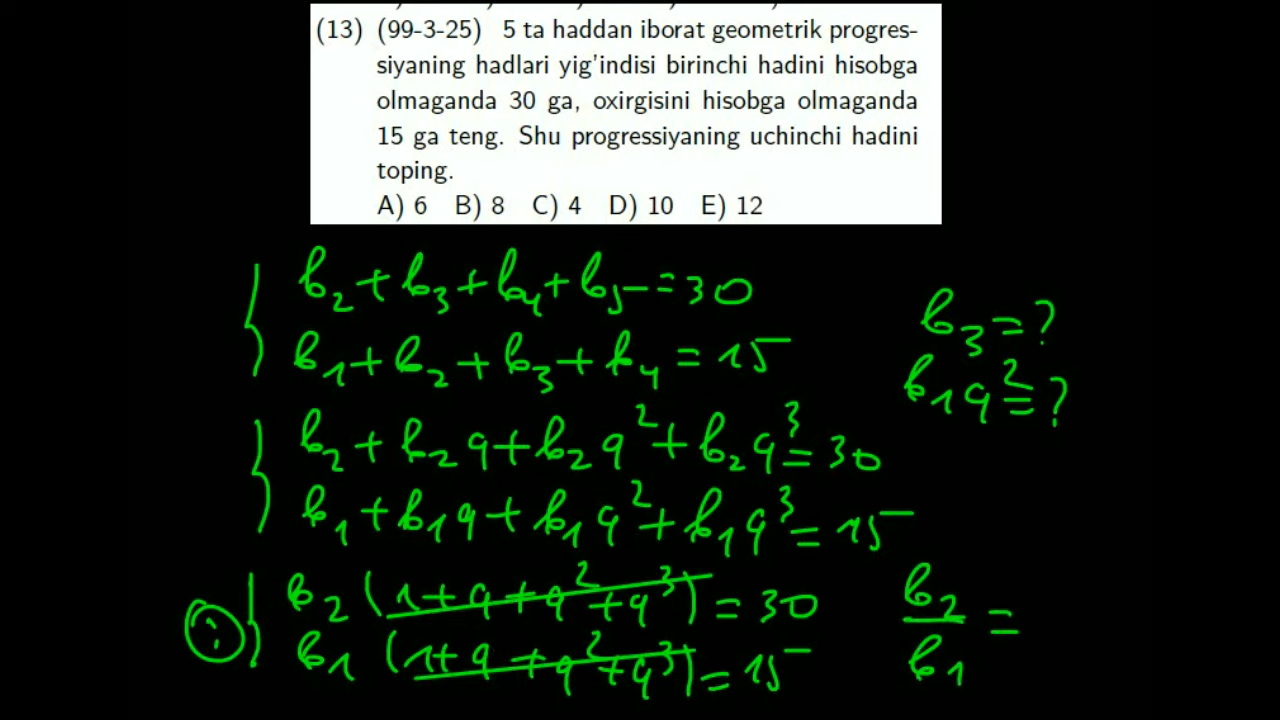 (13) (99-3-25) 5 ta haddan iborat geometrik progres-
siyaning hadlari yig'indisi birinchi hadini hisobga
olmaganda 30 ga, oxirgisini hisobga olmaganda
15 ga teng. Shu progressiyaning uchinchi hadini
toping.
A) 6 B) 8 C) 4 D) 10 E) 12
b₂ + b₃ + b₄ + b₅ = 30
b₁ + b₂ + b₃ + b₄ = 15
b₃ = ?
b₁q² = ?
b₂ + b₂q + b₂q² + b₂q³ = 30
b₁ + b₁q + b₁q² + b₁q³ = 15
: b₂ (1 + q + q² + q³) = 30
b₁ (1 + q + q² + q³) = 15
b₂/b₁ =